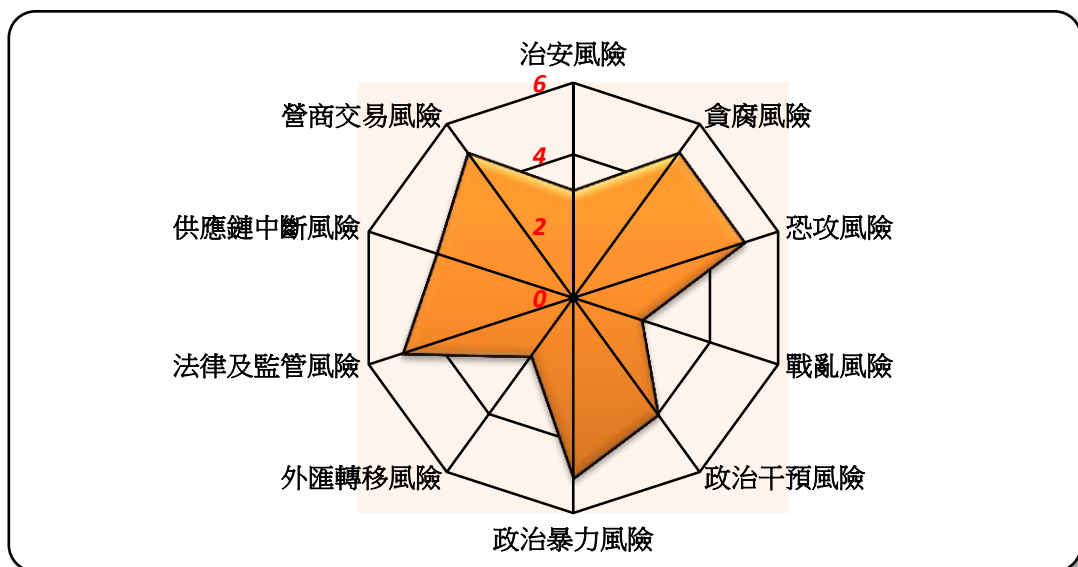 治安風險
6
營商交易風險
貪腐風險
4
供應鏈中斷風險
2
恐攻風險
0
法律及監管風險
戰亂風險
外匯轉移風險
政治干預風險
政治暴力風險